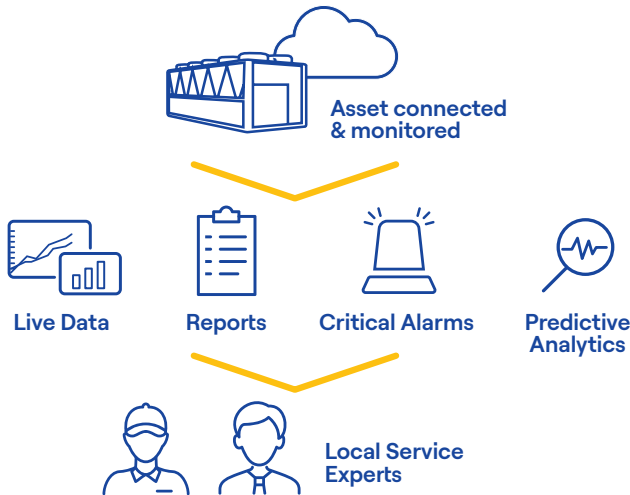 Asset connected
& monitored
Live Data
Reports
Critical Alarms
Predictive
Analytics
Local Service
Experts